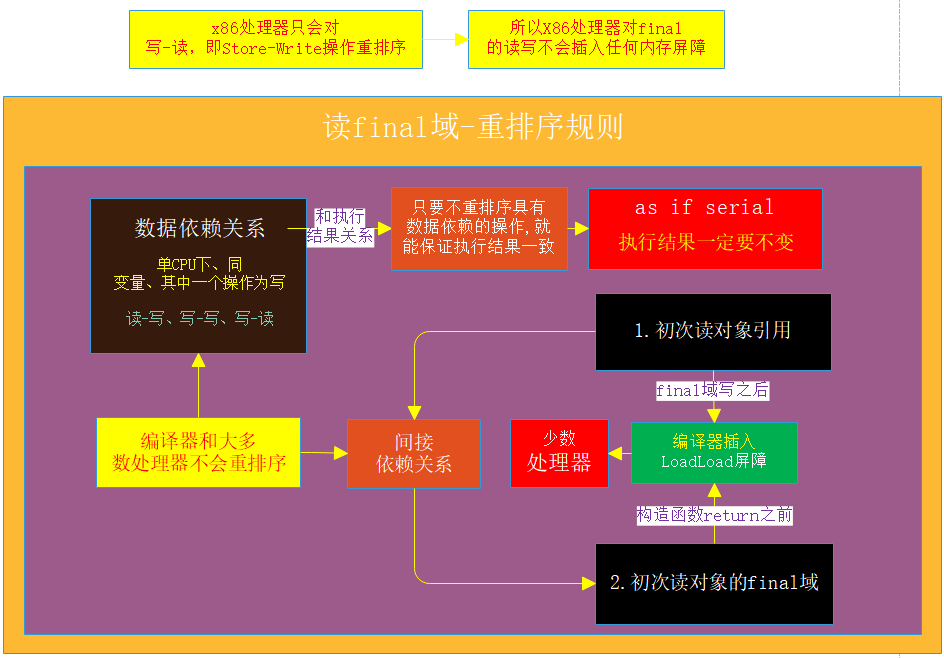 x86处理器只会对
写-读，即Store-Write操作重排序
所以X86处理器对final
的读写不会插入任何内存屏障
读final域-重排序规则
数据依赖关系
单CPU下、同
变量、其中一个操作为写
读-写、写-写、写-读
和执行
结果关系
只要不重排序具有
数据依赖的操作,就
能保证执行结果一致
as if serial
执行结果一定要不变
1.初次读对象引用
final域写之后
编译器和大多
数处理器不会重排序
间接
依赖关系
少数
处理器
编译器插入
LoadLoad屏障
构造函数return之前
2.初次读对象的final域